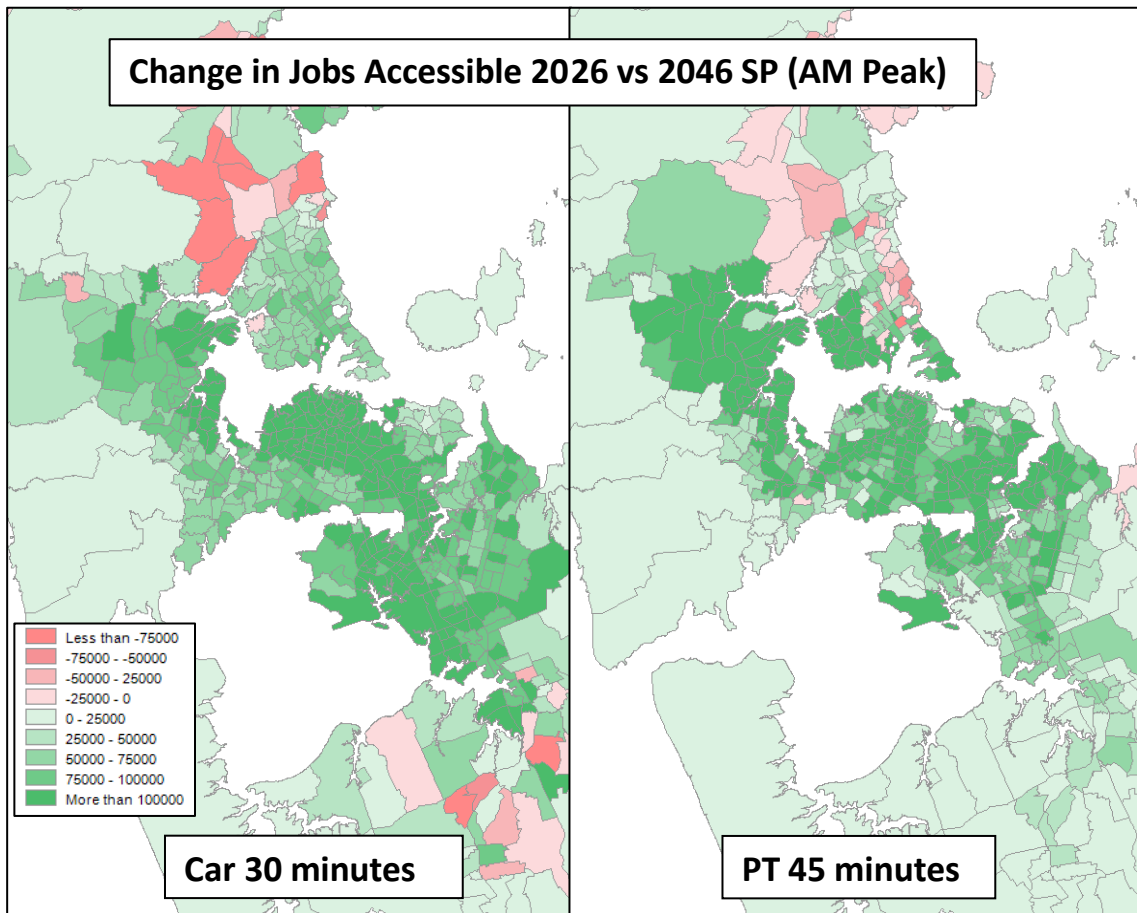 Change in Jobs Accessible 2026 vs 2046 SP (AM Peak)
Less than -75000
-75000 - -50000
-50000 - 25000
-25000 - 0
0 - 25000
25000 - 50000
50000 - 75000
75000 - 100000
More than 100000
Car 30 minutes
PT 45 minutes